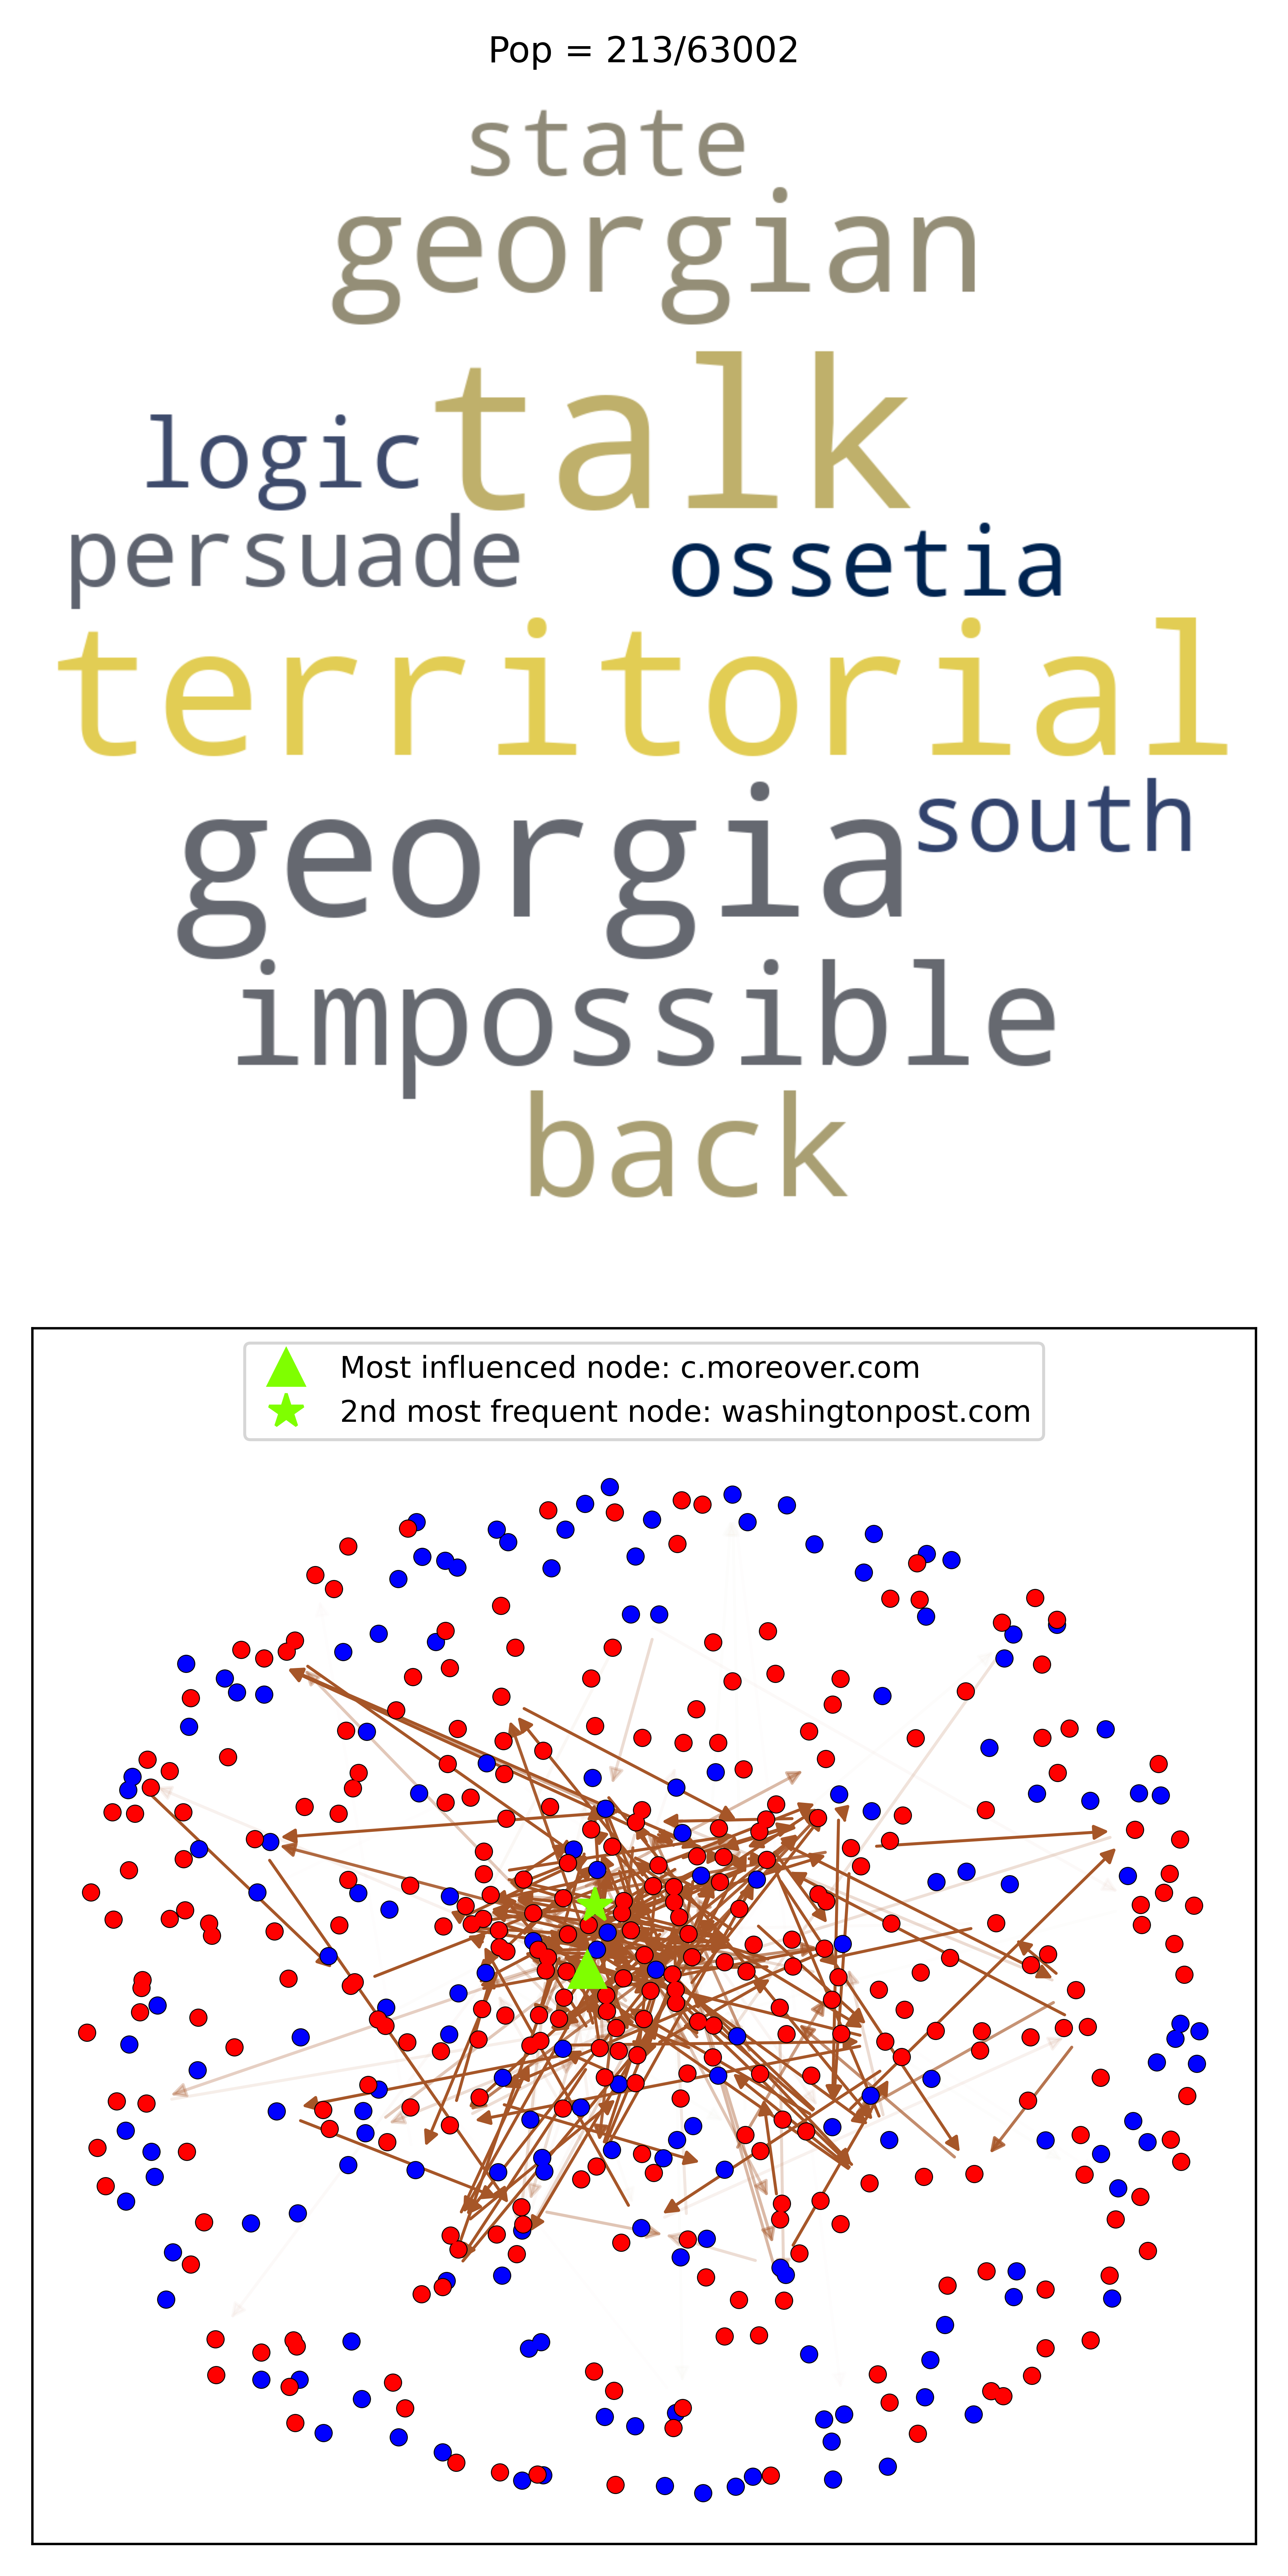 Pop = 213/63002
state
georgian
talk
logic
persuade
ossetia
territorial
south
georgia
impossible
back
Most influenced node: c.moreover.com
2nd most frequent node: washingtonpost.com